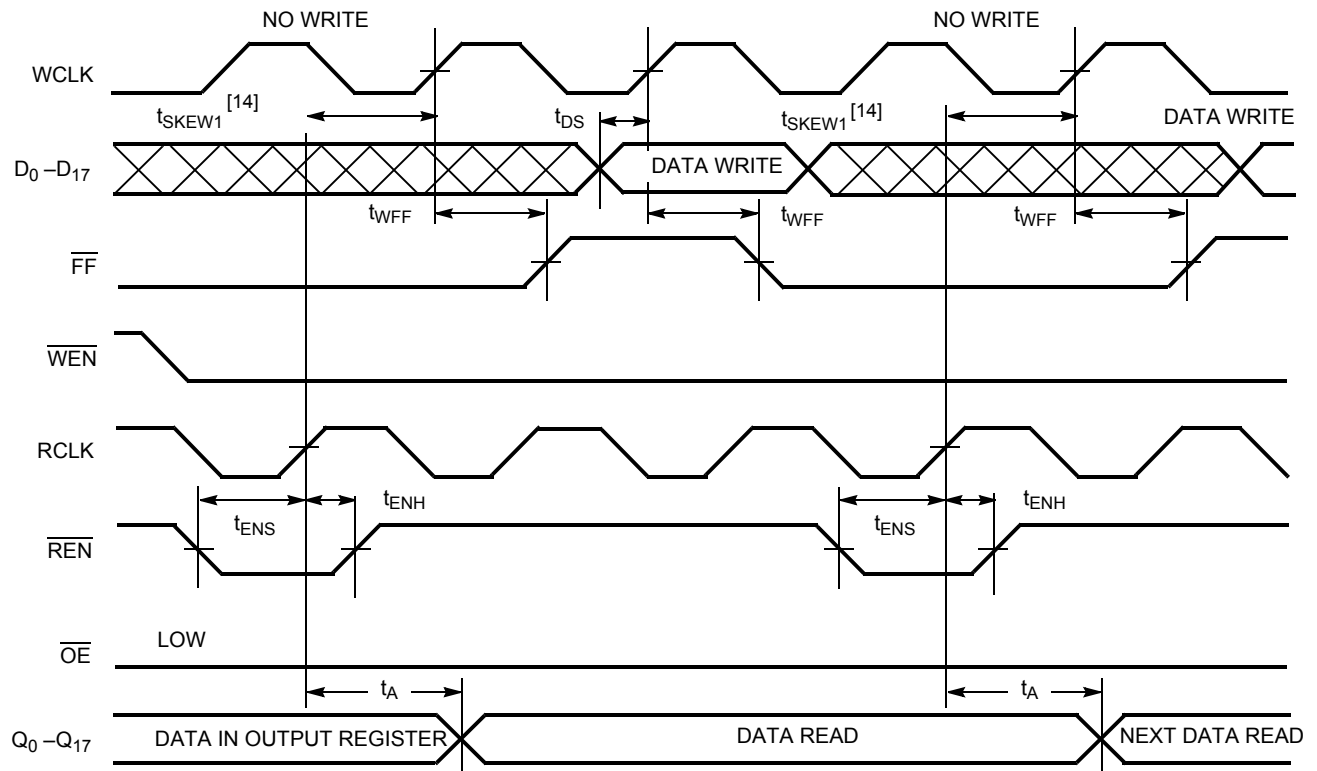 NO WRITE
NO WRITE
WCLK
tSKEW1 [14]
tDS
tSKEW1 [14]
DATA WRITE
D0 –D17
DATA WRITE
tWFF
tWFF
tWFF
FF
WEN
RCLK
tENS
tENH
tENS
tENH
REN
LOW
OE
tA
tA
Q0 –Q17
DATA IN OUTPUT REGISTER
DATA READ
NEXT DATA READ